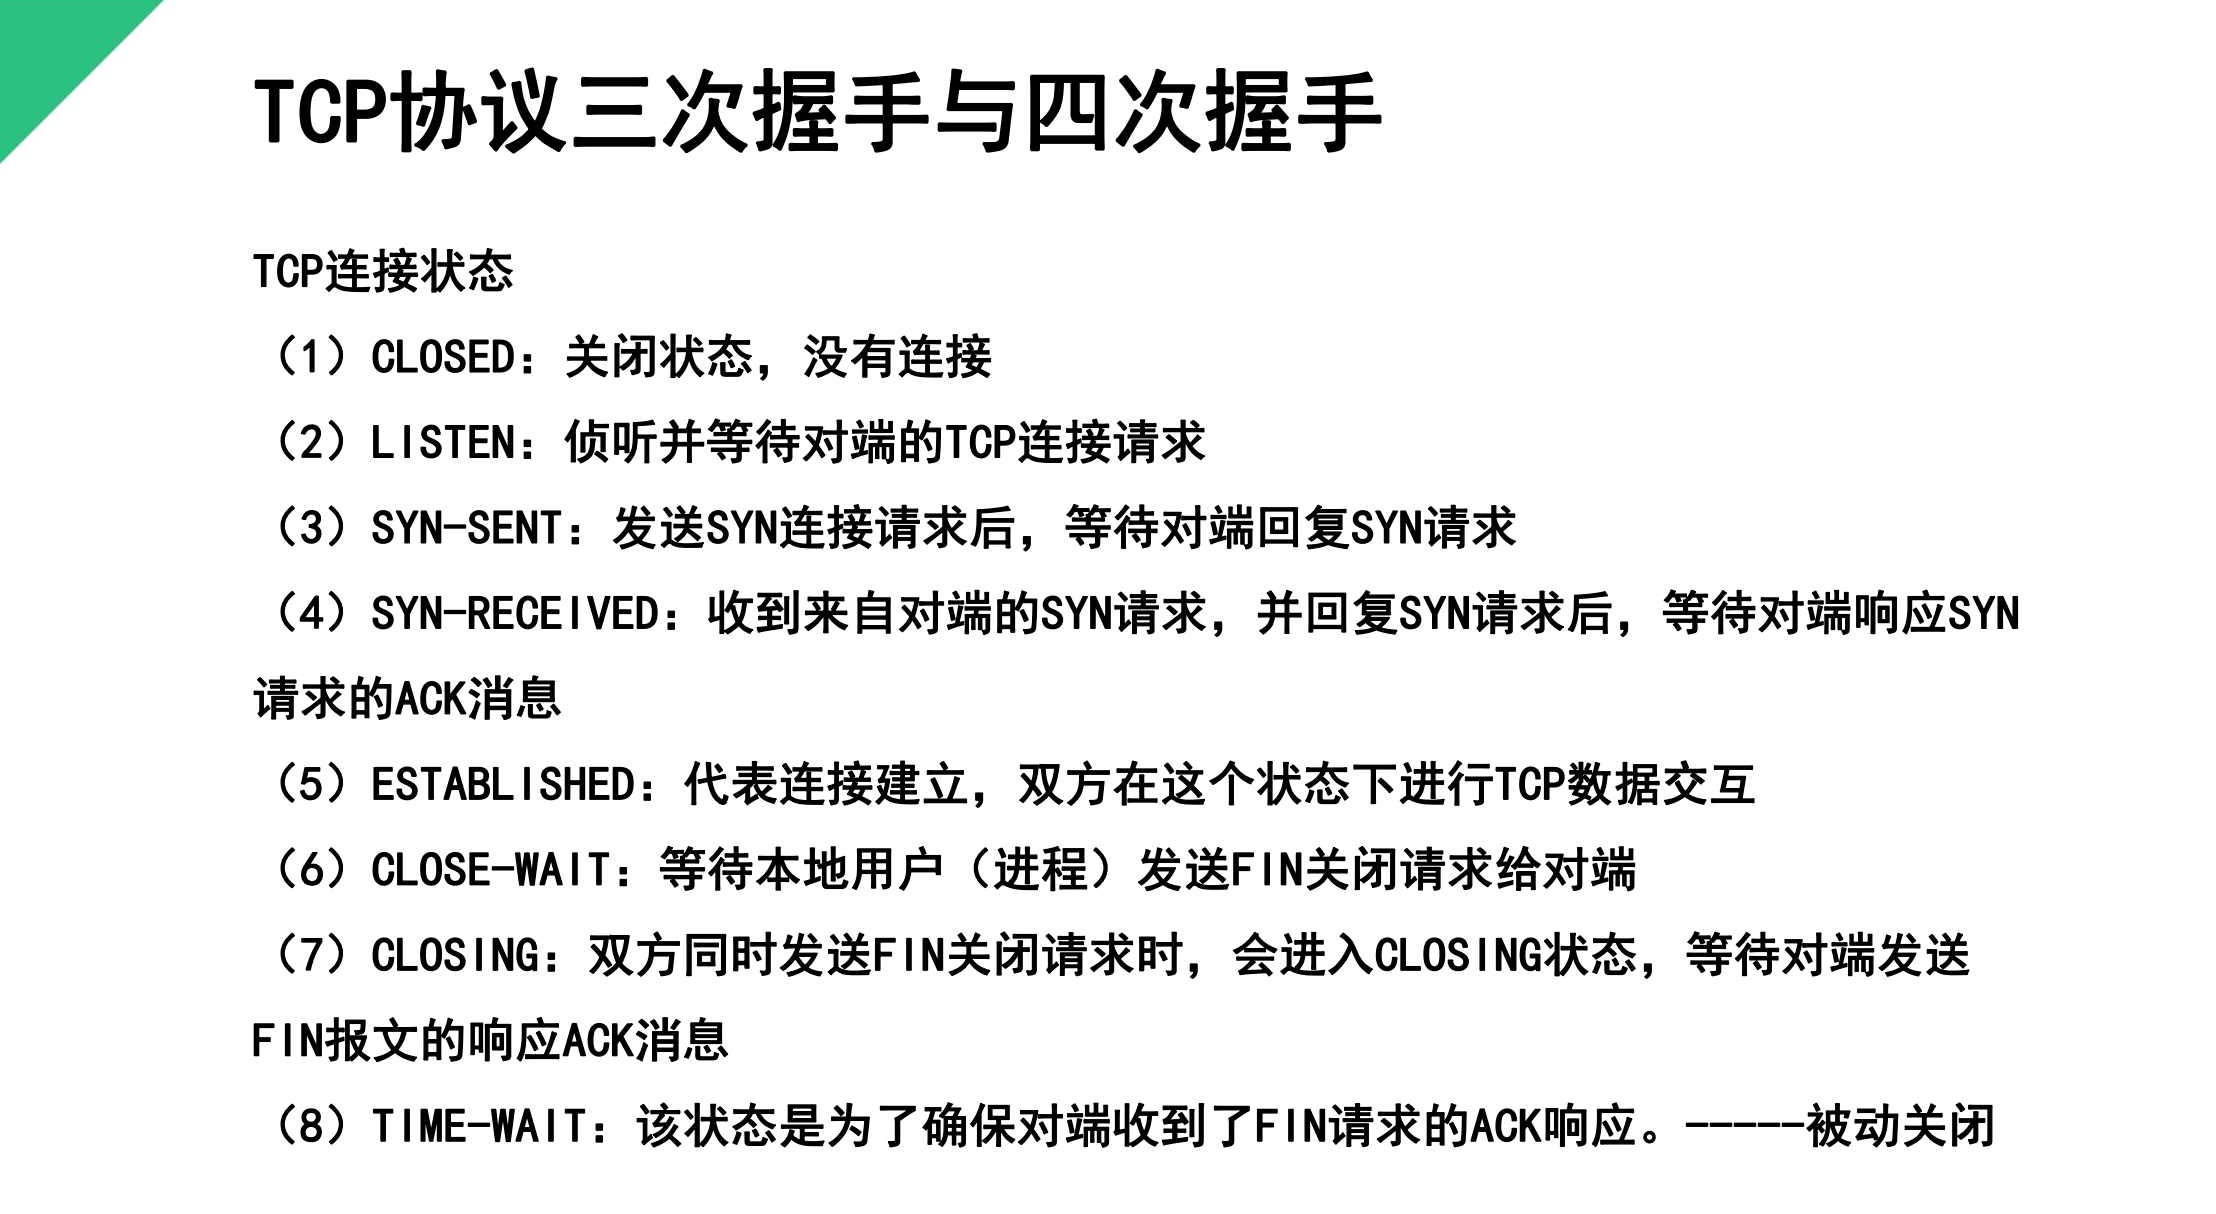 TCP协议三次握手与四次握手
TCP连接状态
（1）CLOSED：关闭状态，没有连接
（2）LISTEN：侦听并等待对端的TCP连接请求
（3）SYN-SENT：发送SYN连接请求后，等待对端回复SYN请求
（4）SYN-RECEIVED：收到来自对端的SYN请求，并回复SYN请求后，等待对端响应SYN
请求的ACK消息
（5）ESTABLISHED：代表连接建立，双方在这个状态下进行TCP数据交互
（6）CLOSE-WAIT：等待本地用户（进程）发送FIN关闭请求给对端
（7）CLOSING：双方同时发送FIN关闭请求时，会进入CLOSING状态，等待对端发送
FIN报文的响应ACK消息
（8）TIME-WAIT：该状态是为了确保对端收到了FIN请求的ACK响应。-----被动关闭